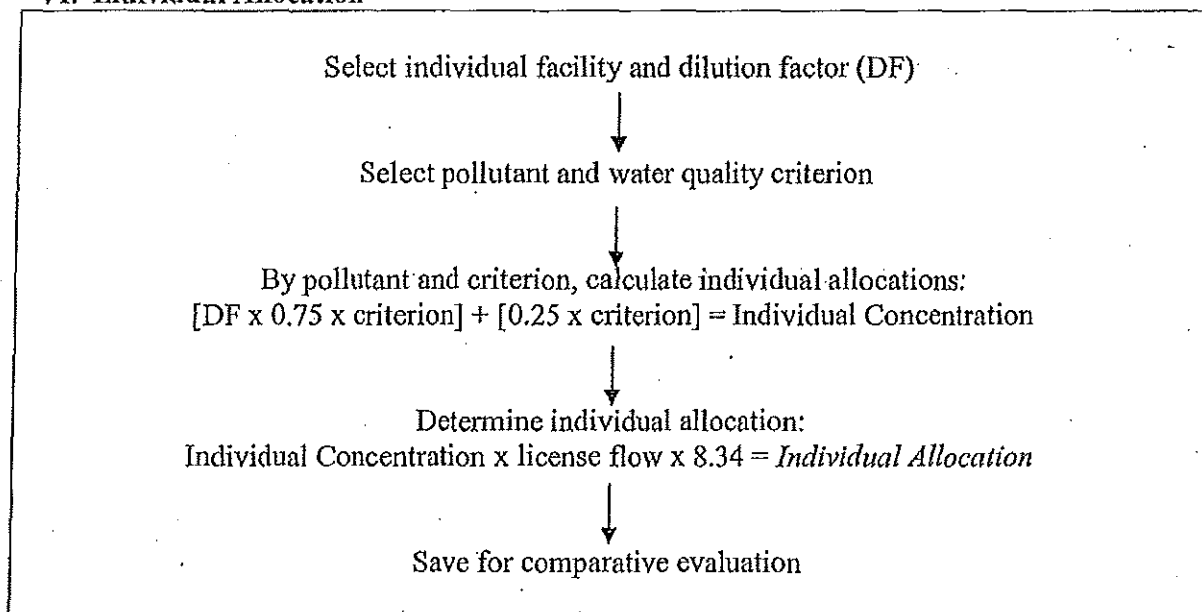 Individual Allocation
Select individual facility and dilution factor (DF)
Select pollutant and water quality criterion
By pollutant and criterion, calculate individual allocations:
[DF x 0.75 x criterion] + [0.25 x criterion] = Individual Concentration
Determine individual allocation:
Individual Concentration x license flow x 8.34 = Individual Allocation
Save for comparative evaluation